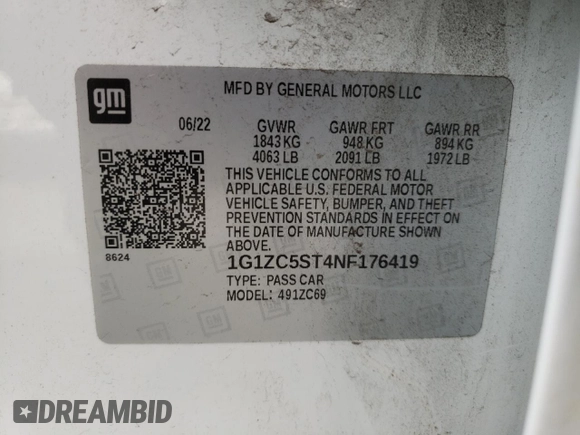 gm
MFD BY GENERAL MOTORS LLC
06/22 GVWR GAWR FRT GAWR RR
1843 KG 948 KG 894 KG
4063 LB 2091 LB 1972 LB
THIS VEHICLE CONFORMS TO ALL
APPLICABLE U.S. FEDERAL MOTOR
VEHICLE SAFETY, BUMPER, AND THEFT
PREVENTION STANDARDS IN EFFECT ON
THE DATE OF MANUFACTURE SHOWN
ABOVE.
8624
1G1ZC5ST4NF176419
TYPE: PASS CAR
MODEL: 491ZC69
DREAMBID